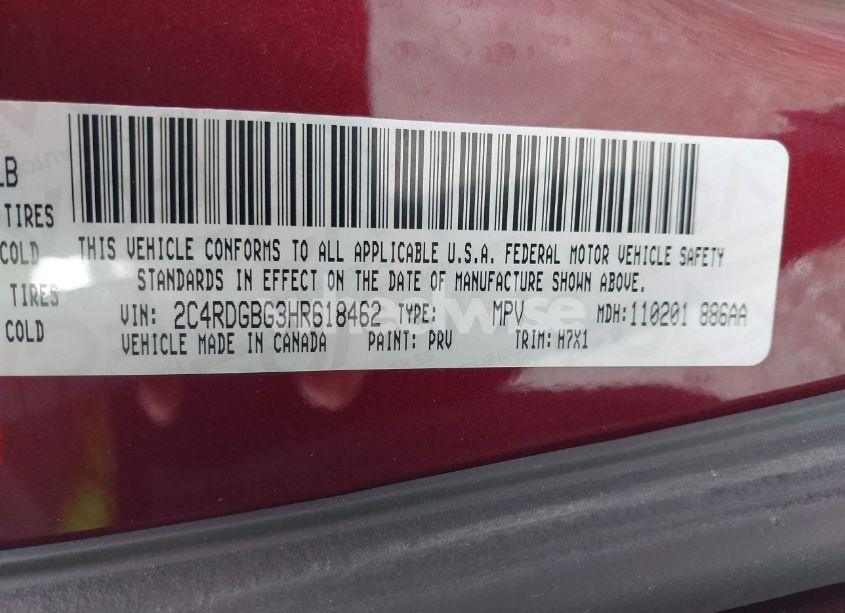 LB
TIRES
COLD
TIRES
COLD
THIS VEHICLE CONFORMS TO ALL APPLICABLE U.S.A. FEDERAL MOTOR VEHICLE SAFETY
STANDARDS IN EFFECT ON THE DATE OF MANUFACTURE SHOWN ABOVE.
VIN: 2C4RDGBG3HR618462 TYPE: MPV MDH:110201 886AA
VEHICLE MADE IN CANADA PAINT: PRV TRIM: H7X1